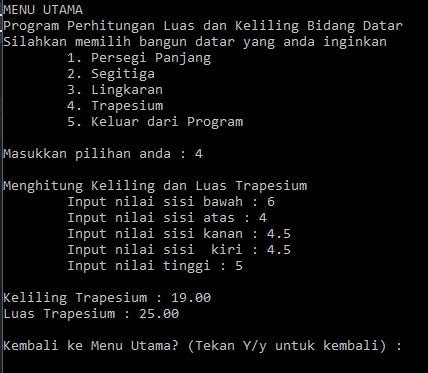 MENU UTAMA
Program Perhitungan Luas dan Keliling Bidang Datar
Silahkan memilih bangun datar yang anda inginkan
1. Persegi Panjang
2. Segitiga
3. Lingkaran
4. Trapesium
5. Keluar dari Program
Masukkan pilihan anda : 4
Menghitung Keliling dan Luas Trapesium
Input nilai sisi bawah : 6
Input nilai sisi atas : 4
Input nilai sisi kanan : 4.5
Input nilai sisi  kiri : 4.5
Input nilai tinggi : 5
Keliling Trapesium : 19.00
Luas Trapesium : 25.00
Kembali ke Menu Utama? (Tekan Y/y untuk kembali) :